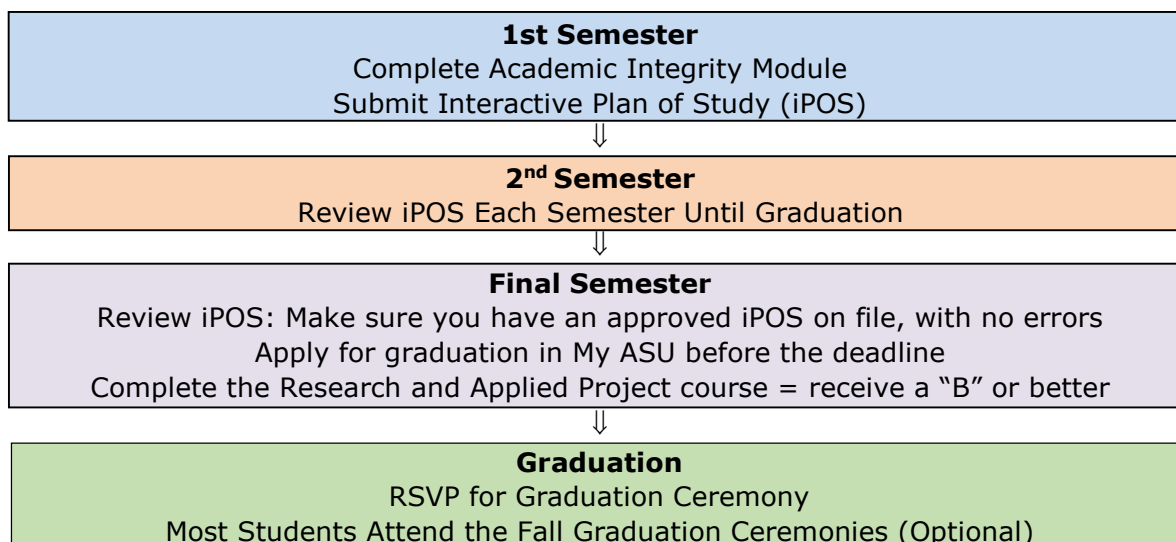 1st Semester
Complete Academic Integrity Module
Submit Interactive Plan of Study (iPOS)
⇓
2nd Semester
Review iPOS Each Semester Until Graduation
⇓
Final Semester
Review iPOS: Make sure you have an approved iPOS on file, with no errors
Apply for graduation in My ASU before the deadline
Complete the Research and Applied Project course = receive a “B” or better
⇓
Graduation
RSVP for Graduation Ceremony
Most Students Attend the Fall Graduation Ceremonies (Optional)